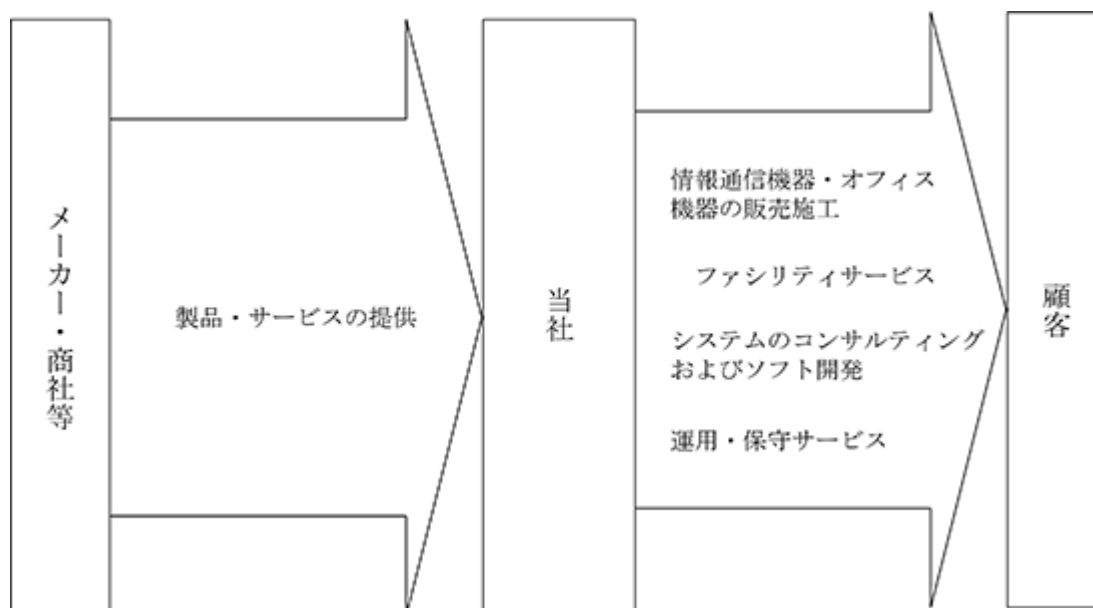 メーカー・商社等
製品・サービスの提供
当社
情報通信機器・オフィス
機器の販売施工
ファシリティサービス
システムのコンサルティング
およびソフト開発
運用・保守サービス
顧客